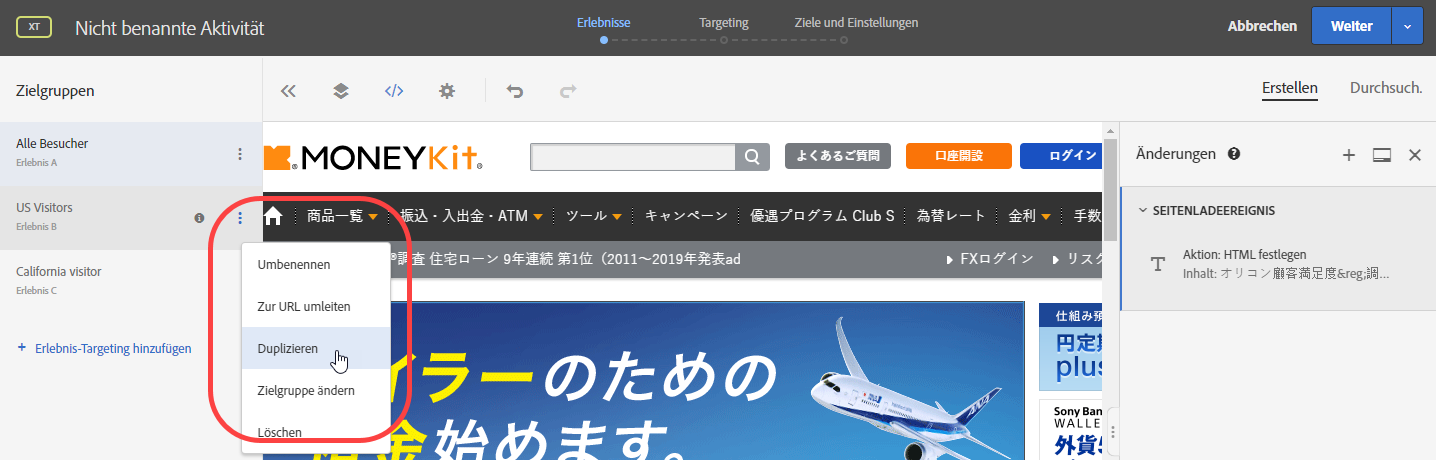 XT
Nicht benannte Aktivität
Erlebnisse
Targeting
Ziele und Einstellungen
Abbrechen
Weiter
Zielgruppen
Erstellen
Durchsuch.
Alle Besucher
Erlebnis A
US Visitors
Erlebnis B
California visitor
Erlebnis C
+ Erlebnis-Targeting hinzufügen
Umbenennen
Zur URL umleiten
Duplizieren
Zielgruppe ändern
Löschen
MONEYKit®
よくあるご質問
口座開設
ログイン
商品一覧
振込・入出金・ATM
ツール
キャンペーン
優遇プログラム Club S
為替レート
金利
手数
®調査 住宅ローン 9年連続 第1位（2011～2019年発表ad
FXログイン
リスク
イラーのための
始めます。
仕組み預
円定期
plus
Sony Ban
WALLE
外貨
Änderungen
SEITENLADEEREIGNIS
Aktion: HTML festlegen
Inhalt: オリコン顧客満足度&reg;調...